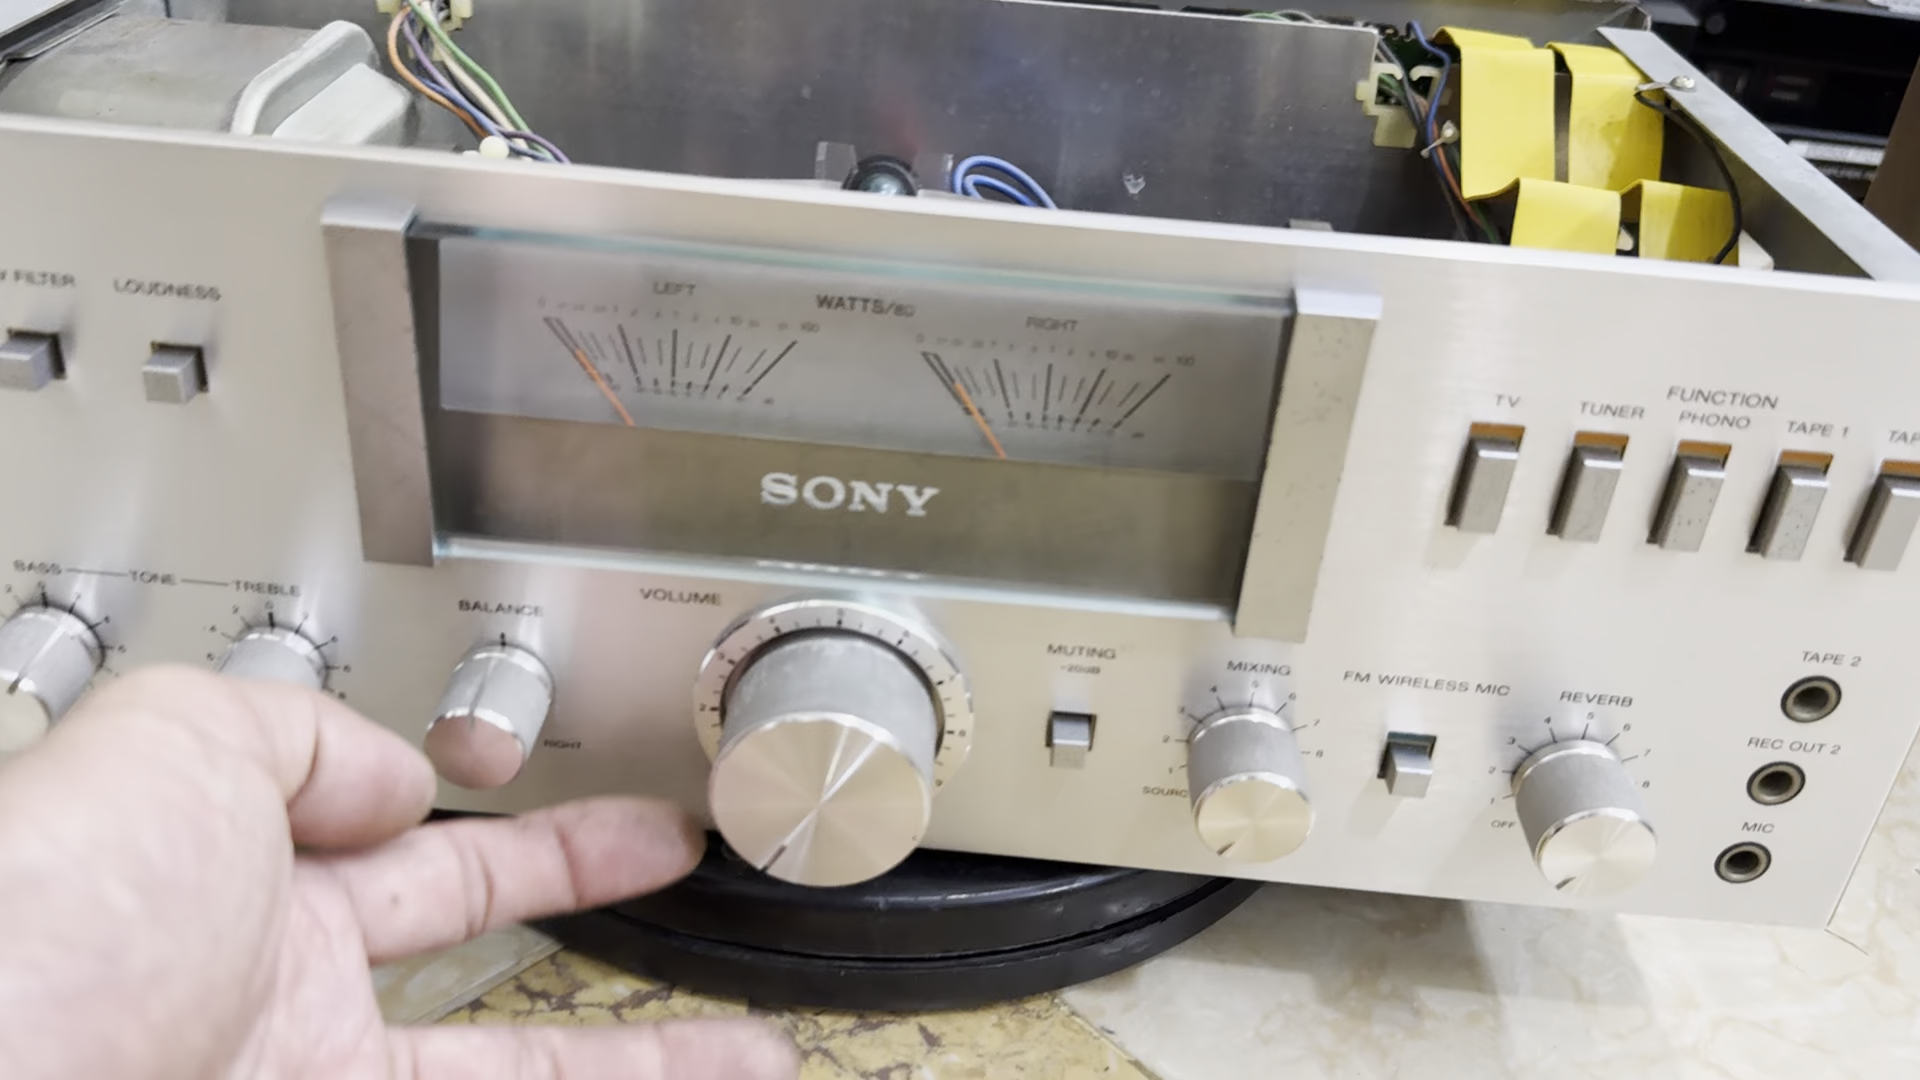 FILTER
LOUDNESS
LEFT
WATTS/8Ω
RIGHT
SONY
TV
TUNER
FUNCTION
PHONO
TAPE 1
BASS
TONE
TREBLE
BALANCE
RIGHT
VOLUME
MUTING
-20dB
MIXING
FM WIRELESS MIC
REVERB
OFF
TAPE 2
REC OUT 2
MIC